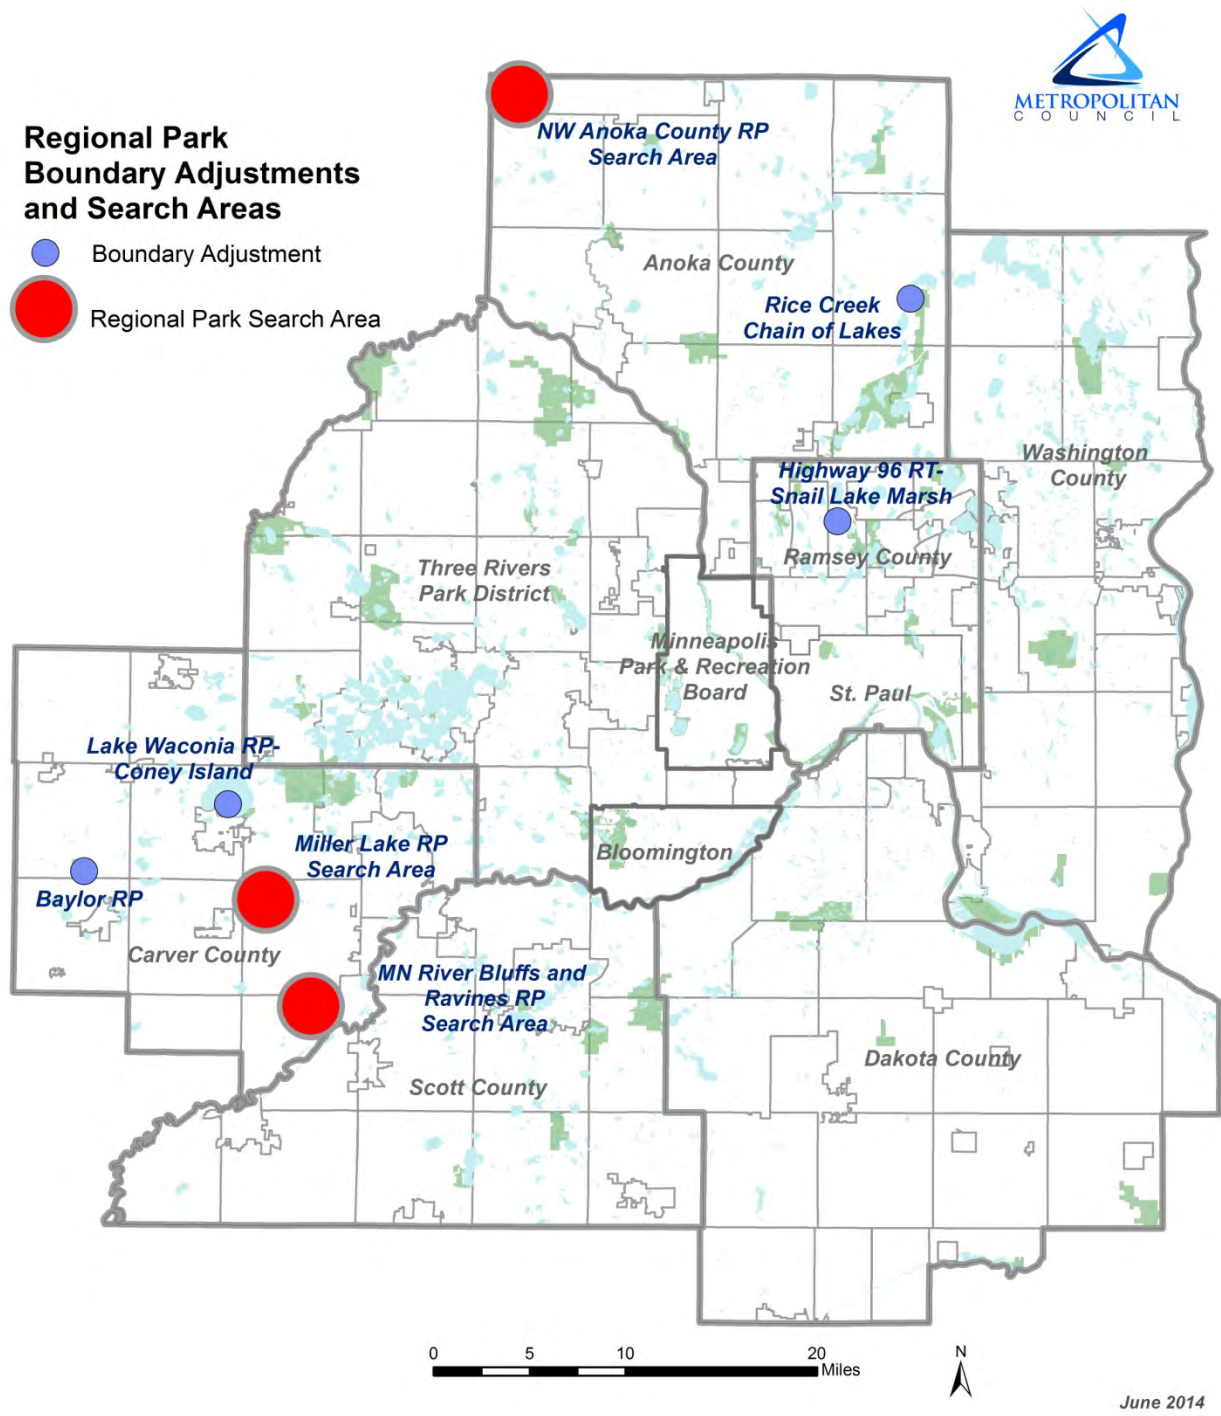 METROPOLITAN
COUNCIL
Regional Park
Boundary Adjustments
and Search Areas
Boundary Adjustment
Regional Park Search Area
NW Anoka County RP
Search Area
Anoka County
Rice Creek
Chain of Lakes
Washington
County
Highway 96 RT-
Snail Lake Marsh
Ramsey County
Three Rivers
Park District
Minneapolis
Park & Recreation
Board
St. Paul
Lake Waconia RP-
Coney Island
Miller Lake RP
Search Area
Bloomington
Baylor RP
Carver County
MN River Bluffs and
Ravines RP
Search Area
Scott County
Dakota County
0 5 10 20
Miles
N
June 2014